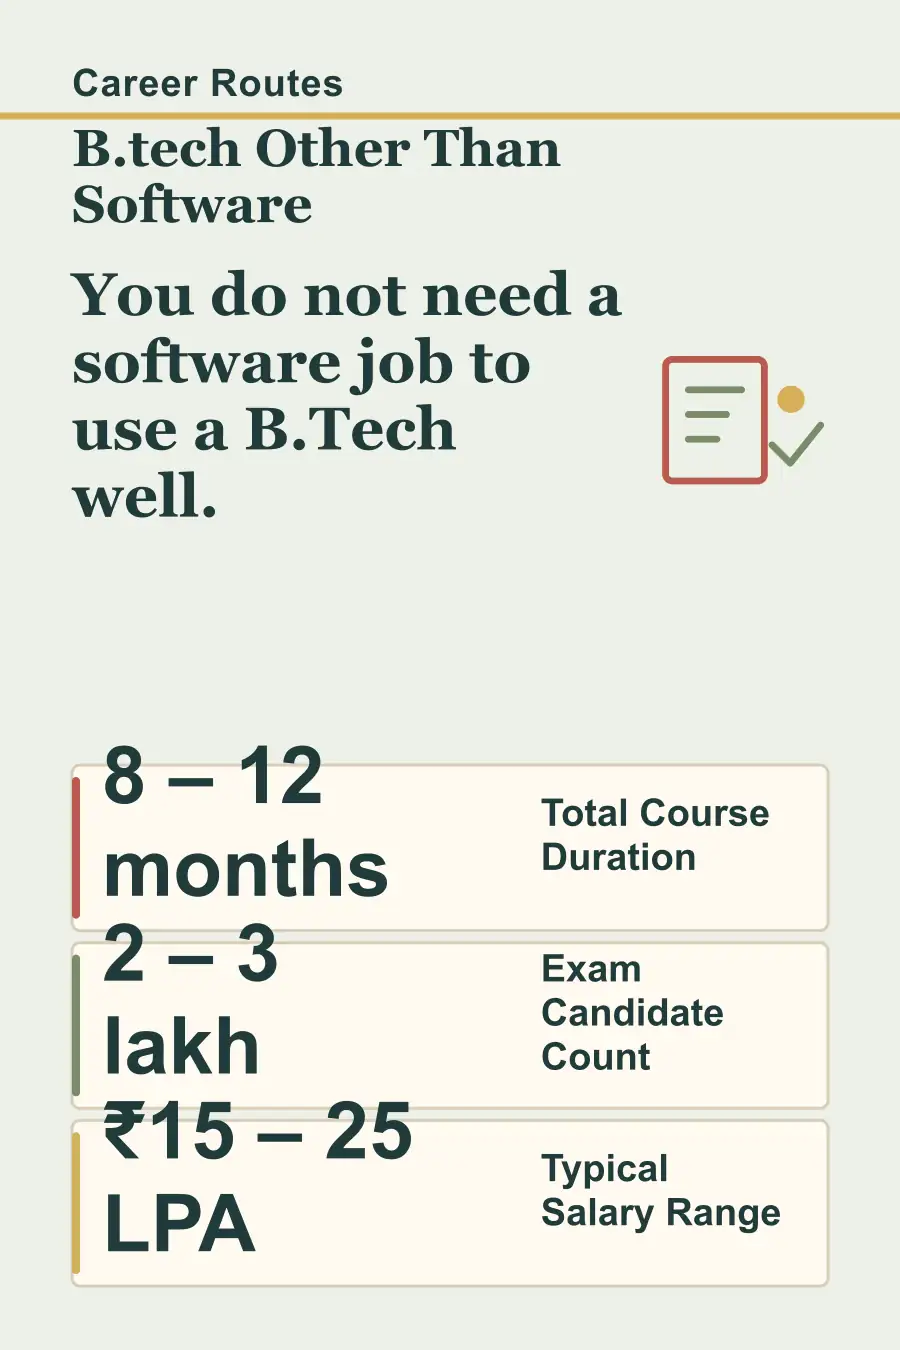 Career Routes
B.tech Other Than
Software
You do not need a
software job to
use a B.Tech
well.
8 – 12
months
Total Course
Duration
2 – 3
lakh
Exam
Candidate
Count
₹15 – 25
LPA
Typical
Salary Range